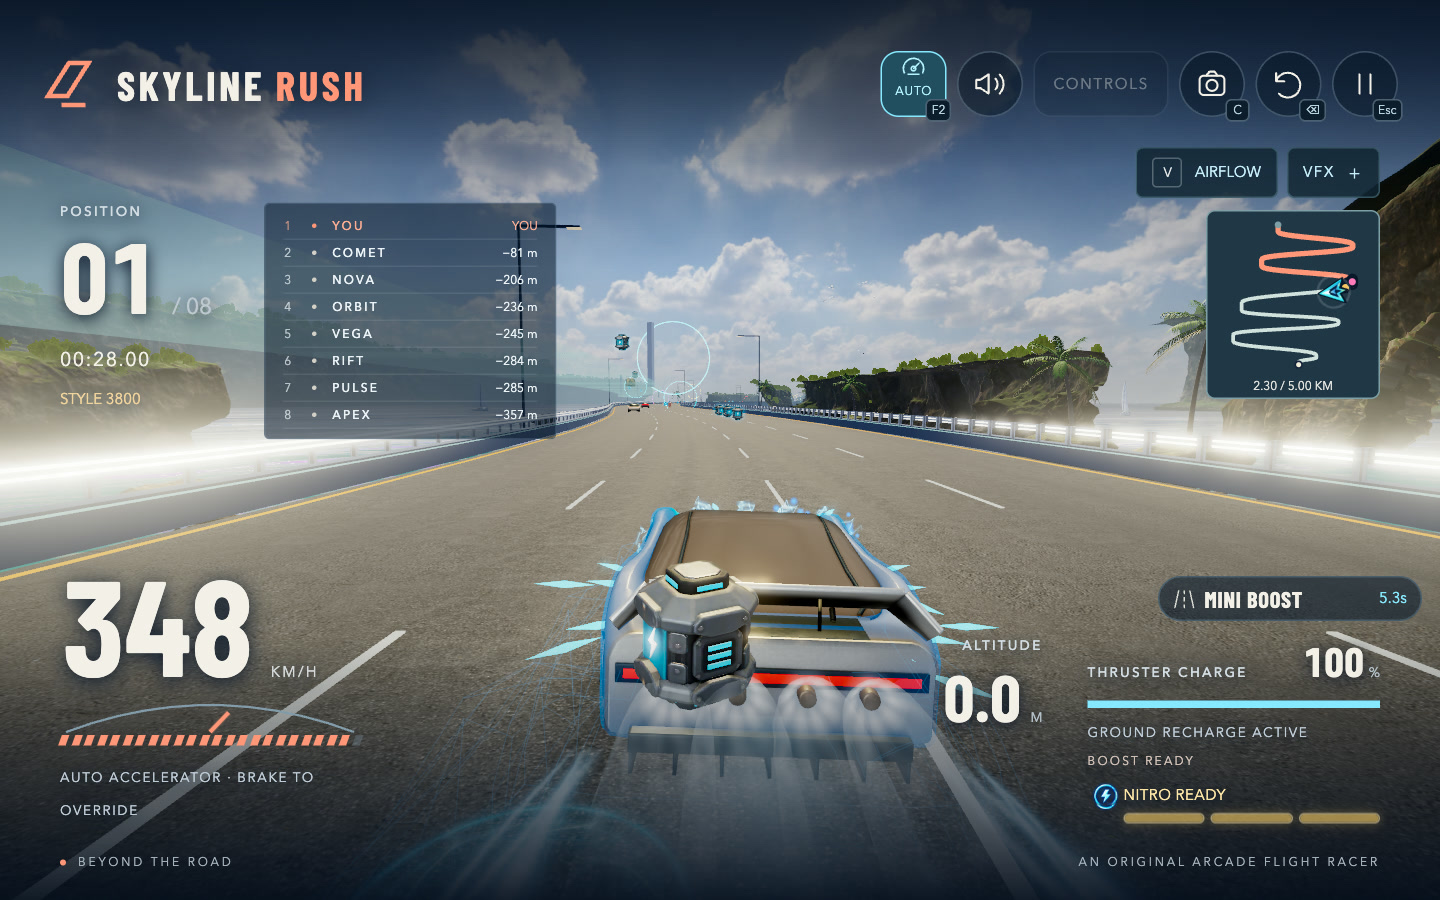 SKYLINE RUSH
AUTO
F2
CONTROLS
C
⌫
Esc
V AIRFLOW
VFX +
POSITION
01 / 08
00:28.00
STYLE 3800
1 • YOU YOU
2 • COMET −81 m
3 • NOVA −206 m
4 • ORBIT −236 m
5 • VEGA −245 m
6 • RIFT −284 m
7 • PULSE −285 m
8 • APEX −357 m
2.30 / 5.00 KM
348 KM/H
AUTO ACCELERATOR · BRAKE TO
OVERRIDE
• BEYOND THE ROAD
ALTITUDE
0.0 M
MINI BOOST 5.3s
THRUSTER CHARGE 100 %
GROUND RECHARGE ACTIVE
BOOST READY
NITRO READY
AN ORIGINAL ARCADE FLIGHT RACER